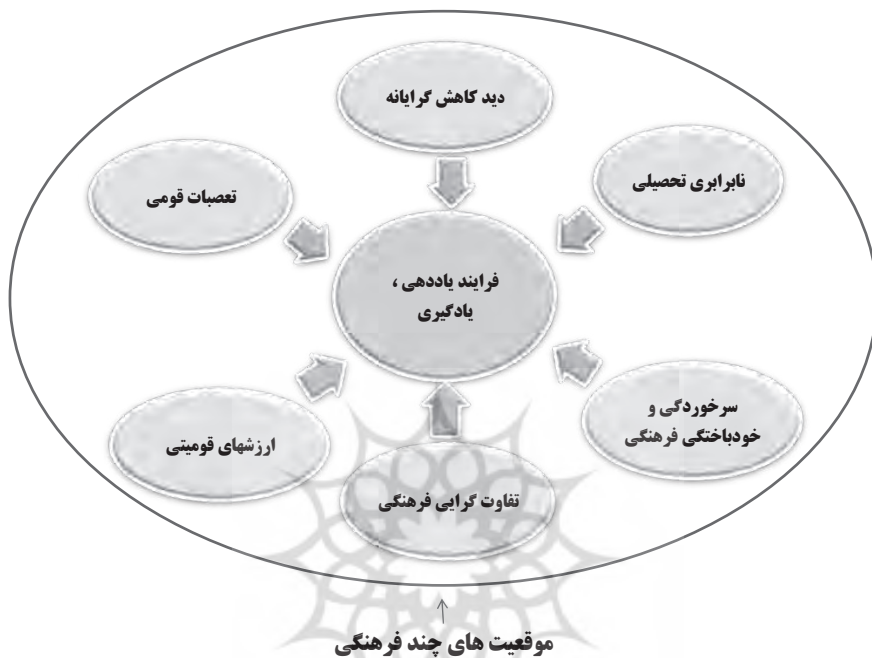 دید کاهش گرایانه
نابرابری تحصیلی
تعصبات قومی
فرایند یاددهی ،
یادگیری
سرخوردگی و
خودباختگی فرهنگی
ارزشهای قومیتی
تفاوت گرایی فرهنگی
موقعیت های چند فرهنگی